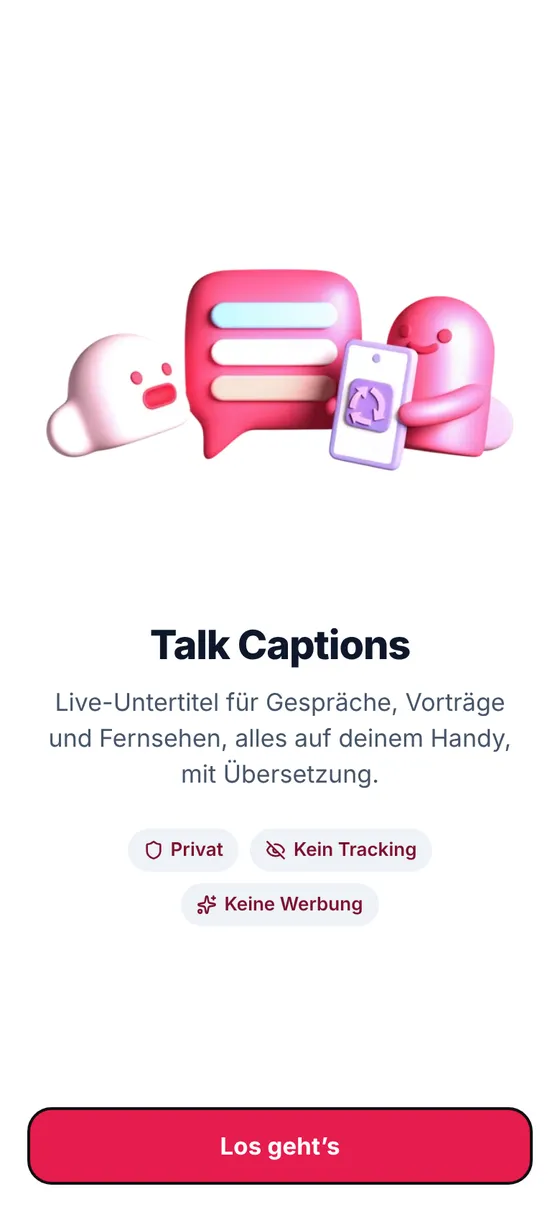 Talk Captions
Live-Untertitel für Gespräche, Vorträge
und Fernsehen, alles auf deinem Handy,
mit Übersetzung.
Privat
Kein Tracking
Keine Werbung
Los geht’s